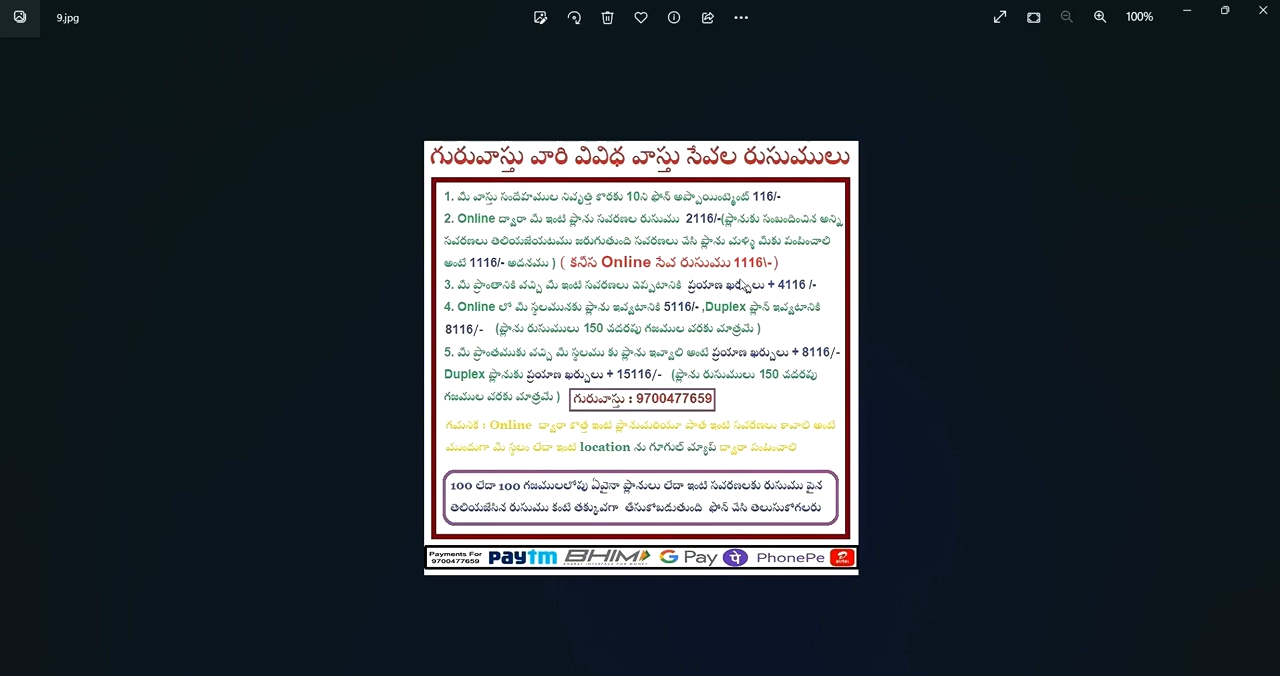 9.jpg
100%
గురువాస్తు వారి వివిధ వాస్తు సేవల రుసుములు
1. మీ వాస్తు సందేహముల నివృత్తి కొరకు 10ని ఫోన్ అప్పాయింట్మెంట్ 116/-
2. Online ద్వారా మీ ఇంటి ప్లాను సవరణల రుసుము 2116/-(ప్లానుకు సంబందించిన అన్ని
సవరణలు తెలియజేయటము జరుగుతుంది సవరణలు చేసి ప్లాను మళ్ళి మీకు పంపించాలి
అంటే 1116/- అదనము ) ( కనీస Online సేవ రుసుము 1116\-)
3. మీ ప్రాంతానికి వచ్చి మీ ఇంటి సవరణలు చెప్పటానికి ప్రయాణ ఖర్చులు + 4116 /-
4. Online లో మీ స్థలమునకు ప్లాను ఇవ్వటానికి 5116/- ,Duplex ప్లాన్ ఇవ్వటానికి
8116/- (ప్లాను రుసుములు 150 చదరపు గజముల వరకు మాత్రమే )
5. మీ ప్రాంతముకు వచ్చి మీ స్థలము కు ప్లాను ఇవ్వాలి అంటే ప్రయాణ ఖర్చులు + 8116/-
Duplex ప్లానుకు ప్రయాణ ఖర్చులు + 15116/- (ప్లాను రుసుములు 150 చదరపు
గజముల వరకు మాత్రమే ) గురువాస్తు : 9700477659
గమనిక : Online ద్వారా కొత్త ఇంటి ప్లానుమరియూ పాత ఇంటి సవరణలు కావాలి అంటే
ముందుగా మీ స్థలం లేదా ఇంటి location ను గూగుల్ మ్యాప్ ద్వారా పంపించాలి
100 లేదా 100 గజములలోపు ఏవైనా ప్లానులు లేదా ఇంటి సవరణలకు రుసుము పైన
తెలియజేసిన రుసుము కంటే తక్కువగా తీసుకోబడుతుంది ఫోన్ చేసి తెలుసుకోగలరు
Payments For
9700477659
paytm BHIM G Pay पे PhonePe airtel